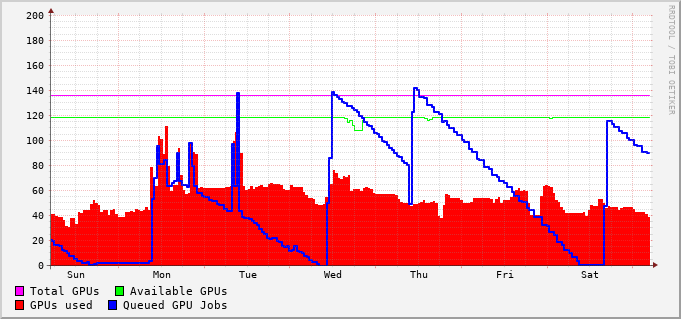 200
180
160
140
120
100
80
60
40
20
0
Sun Mon Tue Wed Thu Fri Sat
Total GPUs Available GPUs
GPUs used Queued GPU Jobs
RRDTOOL / TOBI OETIKER